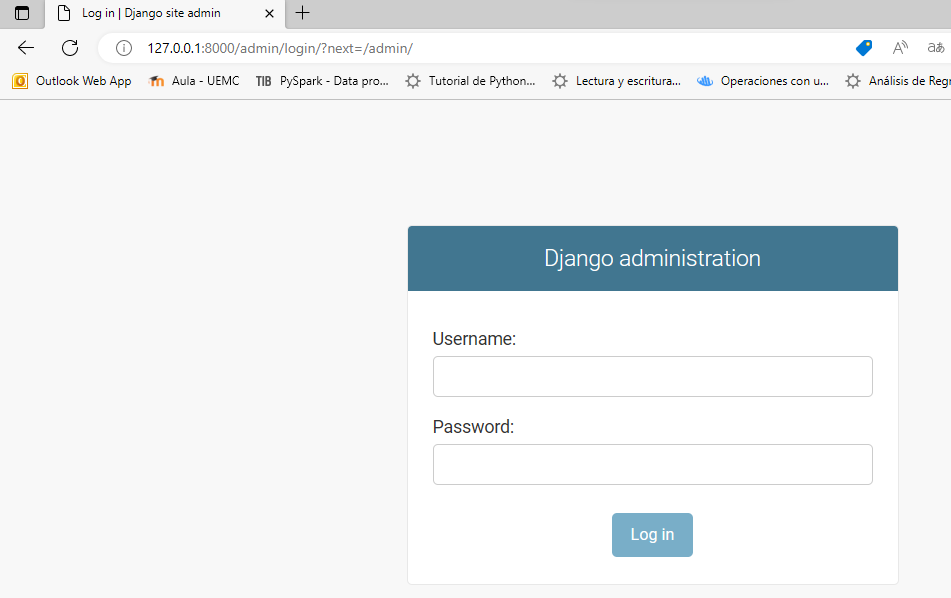 Log in | Django site admin
127.0.0.1:8000/admin/login/?next=/admin/
Outlook Web App Aula - UEMC TIB PySpark - Data pro... Tutorial de Python... Lectura y escritura... Operaciones con u... Análisis de Regr
Django administration
Username:
Password:
Log in